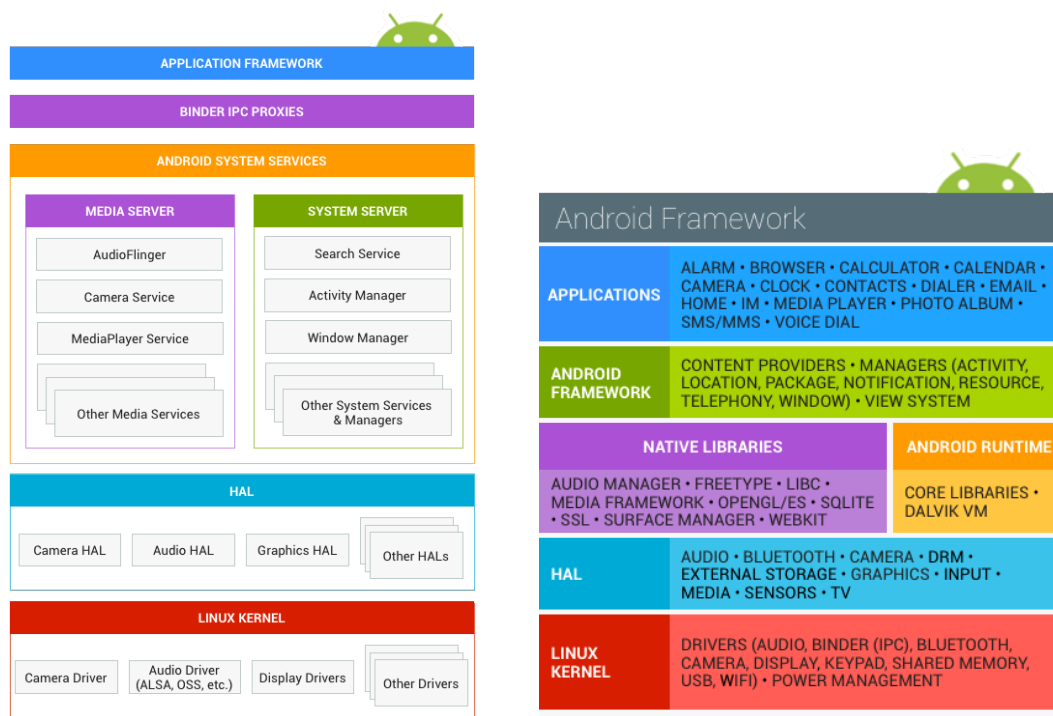 APPLICATION FRAMEWORK
BINDER IPC PROXIES
ANDROID SYSTEM SERVICES
MEDIA SERVER
AudioFlinger
Camera Service
MediaPlayer Service
Other Media Services
SYSTEM SERVER
Search Service
Activity Manager
Window Manager
Other System Services
& Managers
HAL
Camera HAL
Audio HAL
Graphics HAL
Other HALs
LINUX KERNEL
Camera Driver
Audio Driver
(ALSA, OSS, etc.)
Display Drivers
Other Drivers
Android Framework
APPLICATIONS
ALARM • BROWSER • CALCULATOR • CALENDAR •
CAMERA • CLOCK • CONTACTS • DIALER • EMAIL •
HOME • IM • MEDIA PLAYER • PHOTO ALBUM •
SMS/MMS • VOICE DIAL
ANDROID
FRAMEWORK
CONTENT PROVIDERS • MANAGERS (ACTIVITY,
LOCATION, PACKAGE, NOTIFICATION, RESOURCE,
TELEPHONY, WINDOW) • VIEW SYSTEM
NATIVE LIBRARIES
AUDIO MANAGER • FREETYPE • LIBC •
MEDIA FRAMEWORK • OPENGL/ES • SQLITE
• SSL • SURFACE MANAGER • WEBKIT
ANDROID RUNTIME
CORE LIBRARIES •
DALVIK VM
HAL
AUDIO • BLUETOOTH • CAMERA • DRM •
EXTERNAL STORAGE • GRAPHICS • INPUT •
MEDIA • SENSORS • TV
LINUX
KERNEL
DRIVERS (AUDIO, BINDER (IPC), BLUETOOTH,
CAMERA, DISPLAY, KEYPAD, SHARED MEMORY,
USB, WIFI) • POWER MANAGEMENT